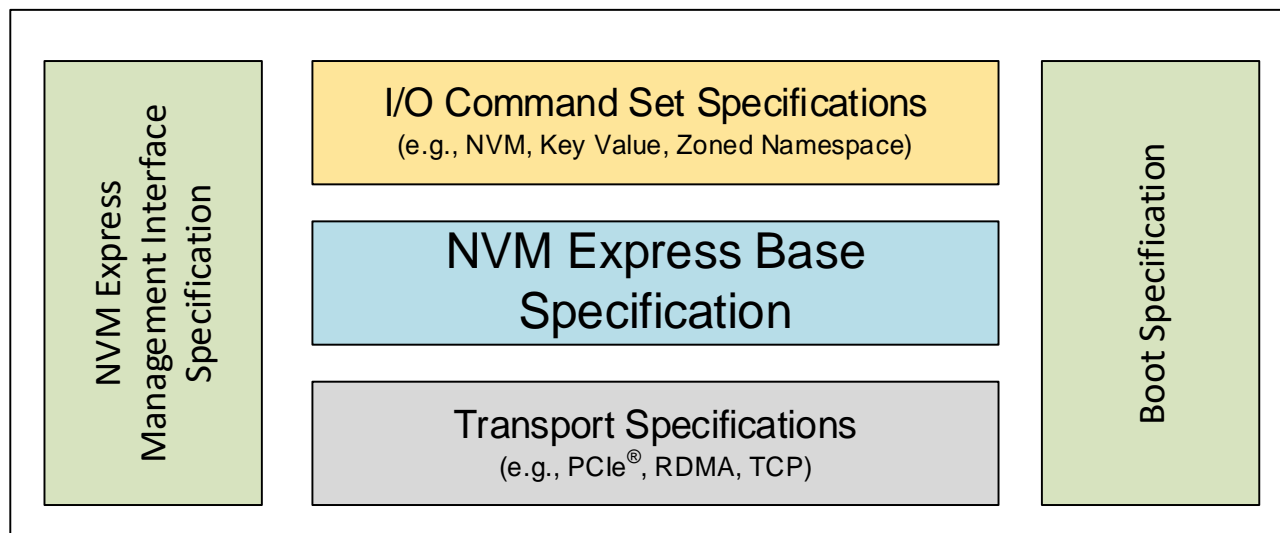 NVM Express
Management Interface
Specification
I/O Command Set Specifications
(e.g., NVM, Key Value, Zoned Namespace)
NVM Express Base
Specification
Transport Specifications
(e.g., PCIe®, RDMA, TCP)
Boot Specification